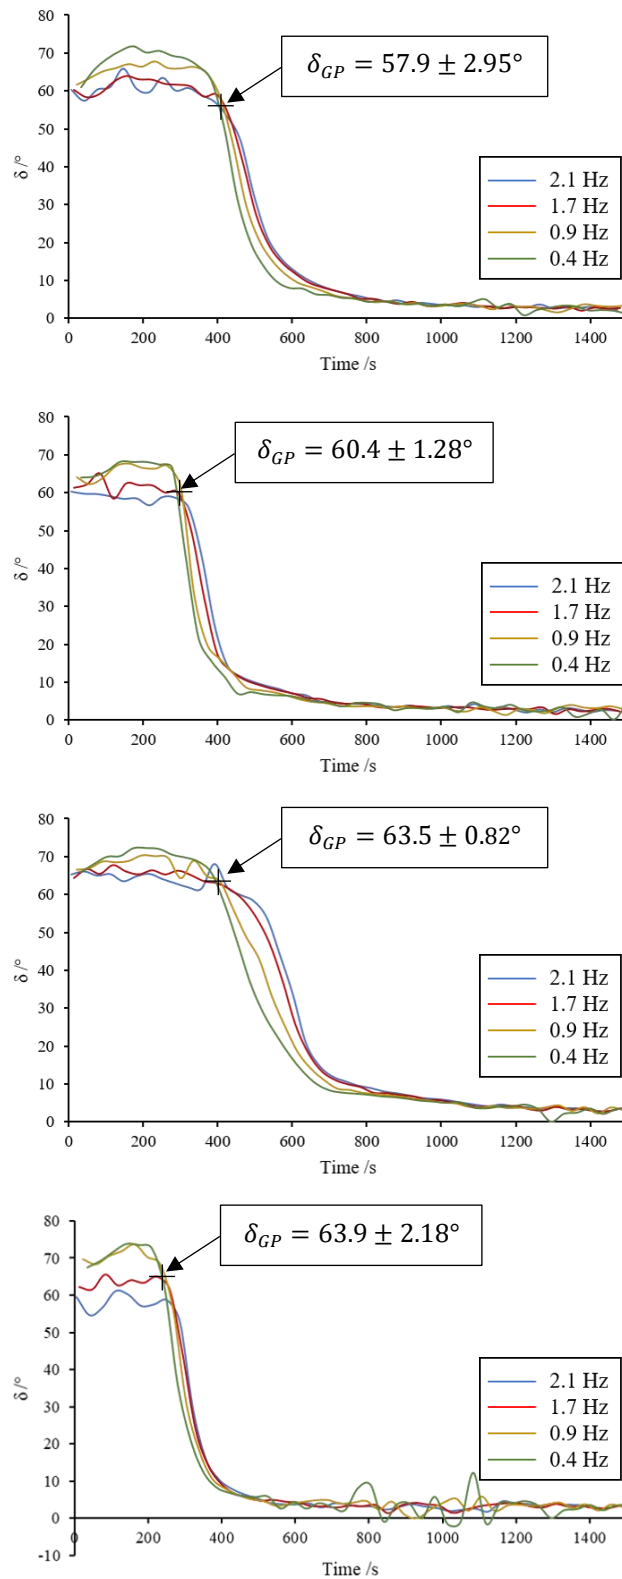 δGP = 57.9 ± 2.95°
80
70
60
50
40
30
20
10
0
δ /°
2.1 Hz
1.7 Hz
0.9 Hz
0.4 Hz
0 200 400 600 800 1000 1200 1400
Time /s
δGP = 60.4 ± 1.28°
80
70
60
50
40
30
20
10
0
δ /°
2.1 Hz
1.7 Hz
0.9 Hz
0.4 Hz
0 200 400 600 800 1000 1200 1400
Time /s
δGP = 63.5 ± 0.82°
80
70
60
50
40
30
20
10
0
δ /°
2.1 Hz
1.7 Hz
0.9 Hz
0.4 Hz
0 200 400 600 800 1000 1200 1400
Time /s
δGP = 63.9 ± 2.18°
80
70
60
50
40
30
20
10
0
-10
δ /°
2.1 Hz
1.7 Hz
0.9 Hz
0.4 Hz
0 200 400 600 800 1000 1200 1400
Time /s